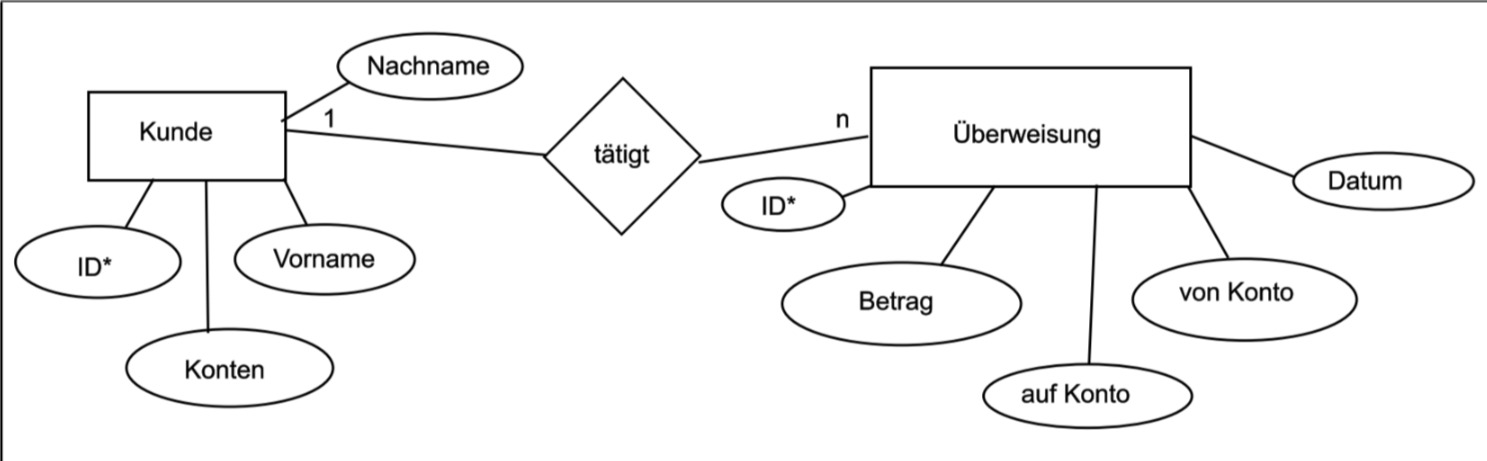 Nachname
1
Kunde
tätigt
n
Überweisung
ID*
Datum
ID*
Vorname
Betrag
von Konto
Konten
auf Konto